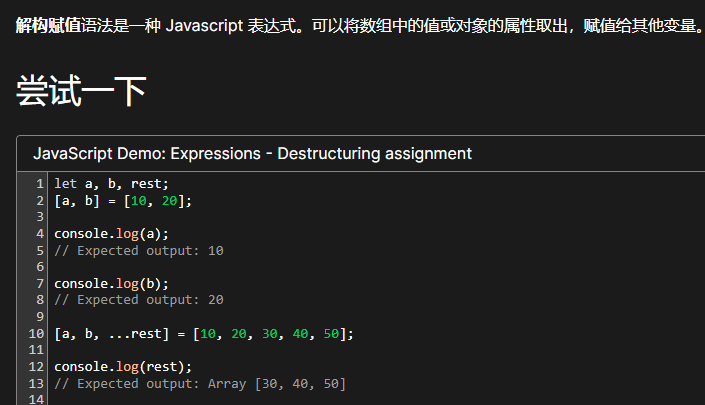 解构赋值语法是一种 Javascript 表达式。可以将数组中的值或对象的属性取出，赋值给其他变量。
尝试一下
JavaScript Demo: Expressions - Destructuring assignment
1 let a, b, rest;
2 [a, b] = [10, 20];
3
4 console.log(a);
5 // Expected output: 10
6
7 console.log(b);
8 // Expected output: 20
9
10 [a, b, ...rest] = [10, 20, 30, 40, 50];
11
12 console.log(rest);
13 // Expected output: Array [30, 40, 50]
14